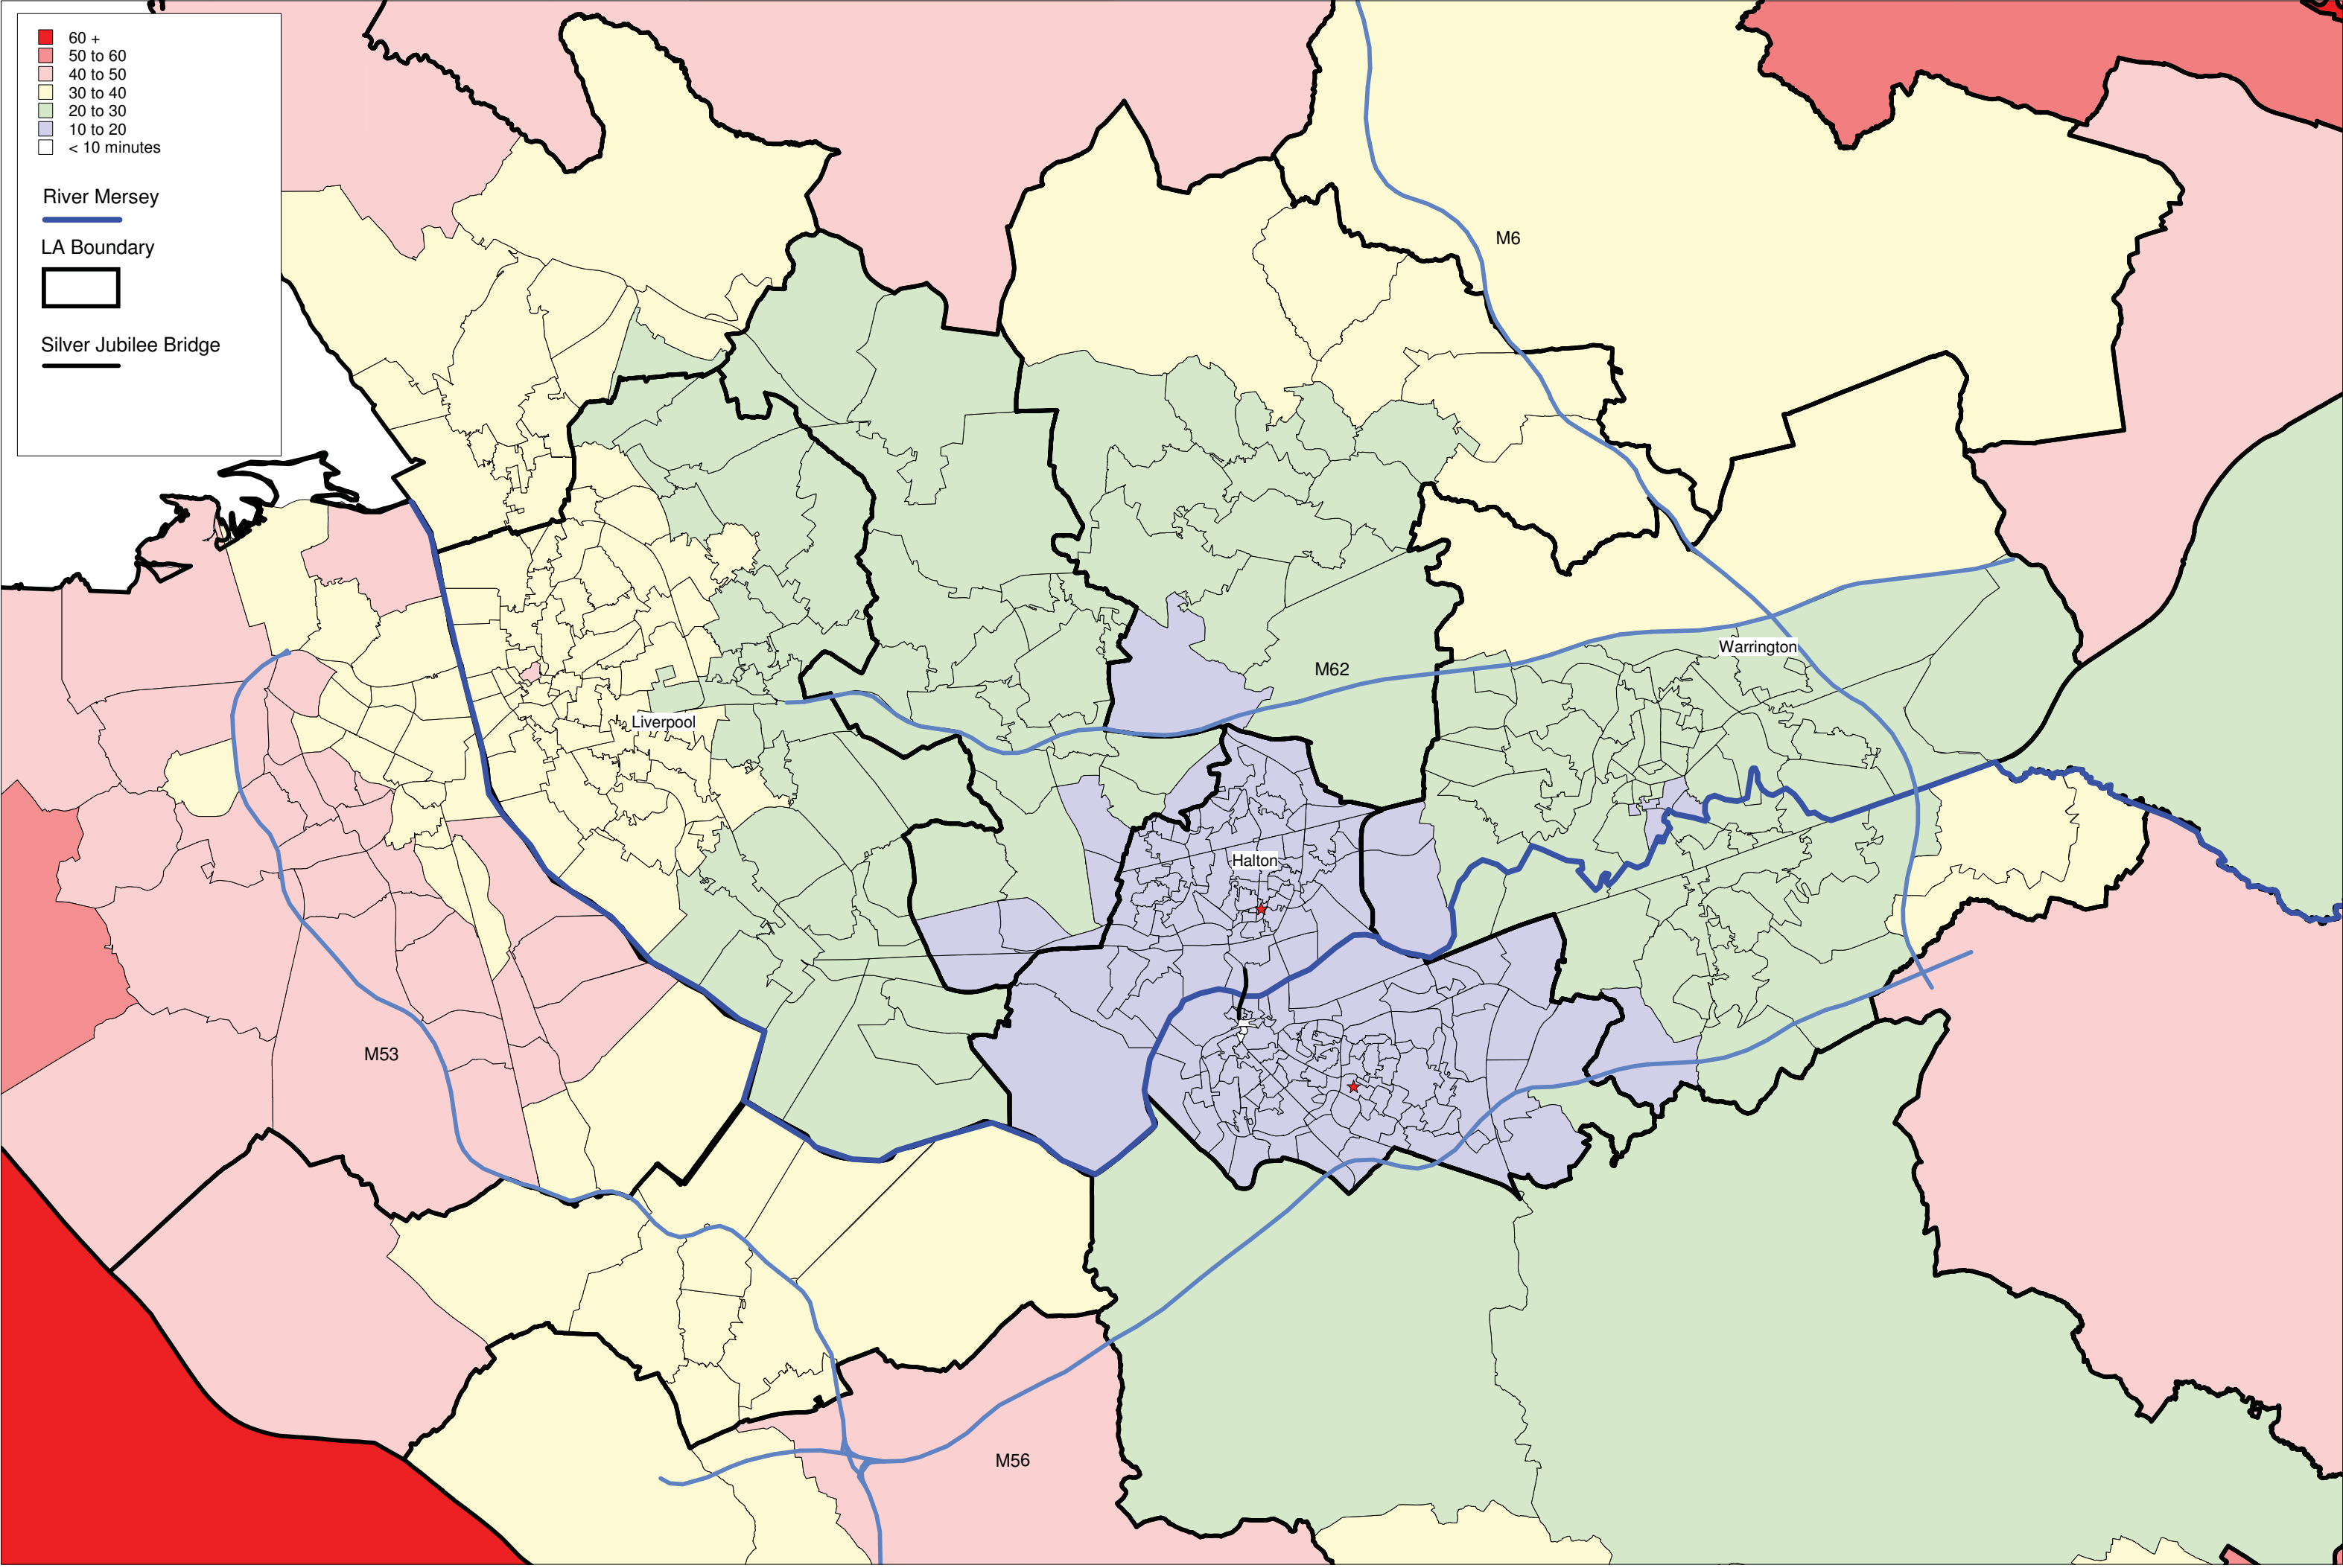 60 +
50 to 60
40 to 50
30 to 40
20 to 30
10 to 20
< 10 minutes
River Mersey
LA Boundary
Silver Jubilee Bridge
M6
Warrington
M62
Liverpool
Halton
M53
M56